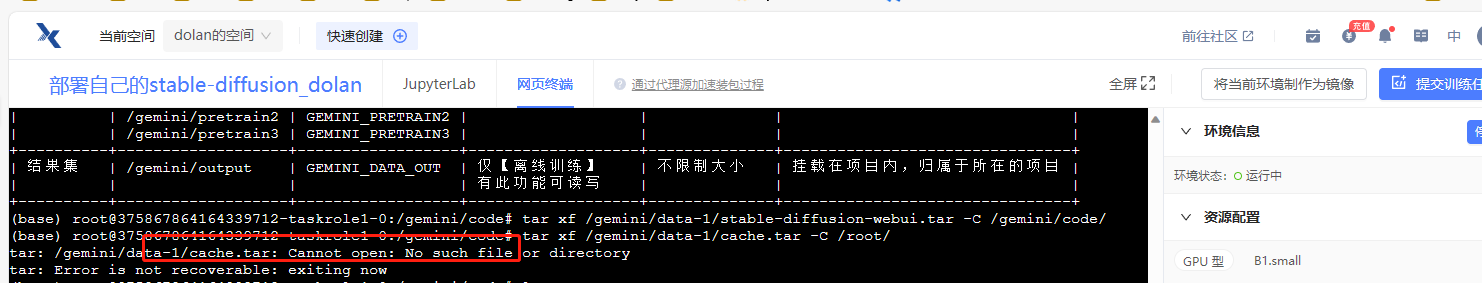 当前空间 dolan的空间 快速创建 前往社区 充值 中
部署自己的stable-diffusion_dolan JupyterLab 网页终端 ? 通过代理源加速装包过程 全屏 将当前环境制作为镜像 提交训练任
| | /gemini/pretrain2 | GEMINI_PRETRAIN2 | | | |
| | /gemini/pretrain3 | GEMINI_PRETRAIN3 | | | |
| 结果集 | /gemini/output | GEMINI_DATA_OUT | 仅【离线训练】 | 不限制大小 | 挂载在项目内，归属于所在的项目 |
| | | | 有此功能可读写 | | |
(base) root@375867864164339712-taskrole1-0:/gemini/code# tar xf /gemini/data-1/stable-diffusion-webui.tar -C /gemini/code/
(base) root@375867864164339712-taskrole1-0:/gemini/code# tar xf /gemini/data-1/cache.tar -C /root/
tar: /gemini/data-1/cache.tar: Cannot open: No such file or directory
tar: Error is not recoverable: exiting now
环境信息
环境状态： 运行中
资源配置
GPU 型 B1.small